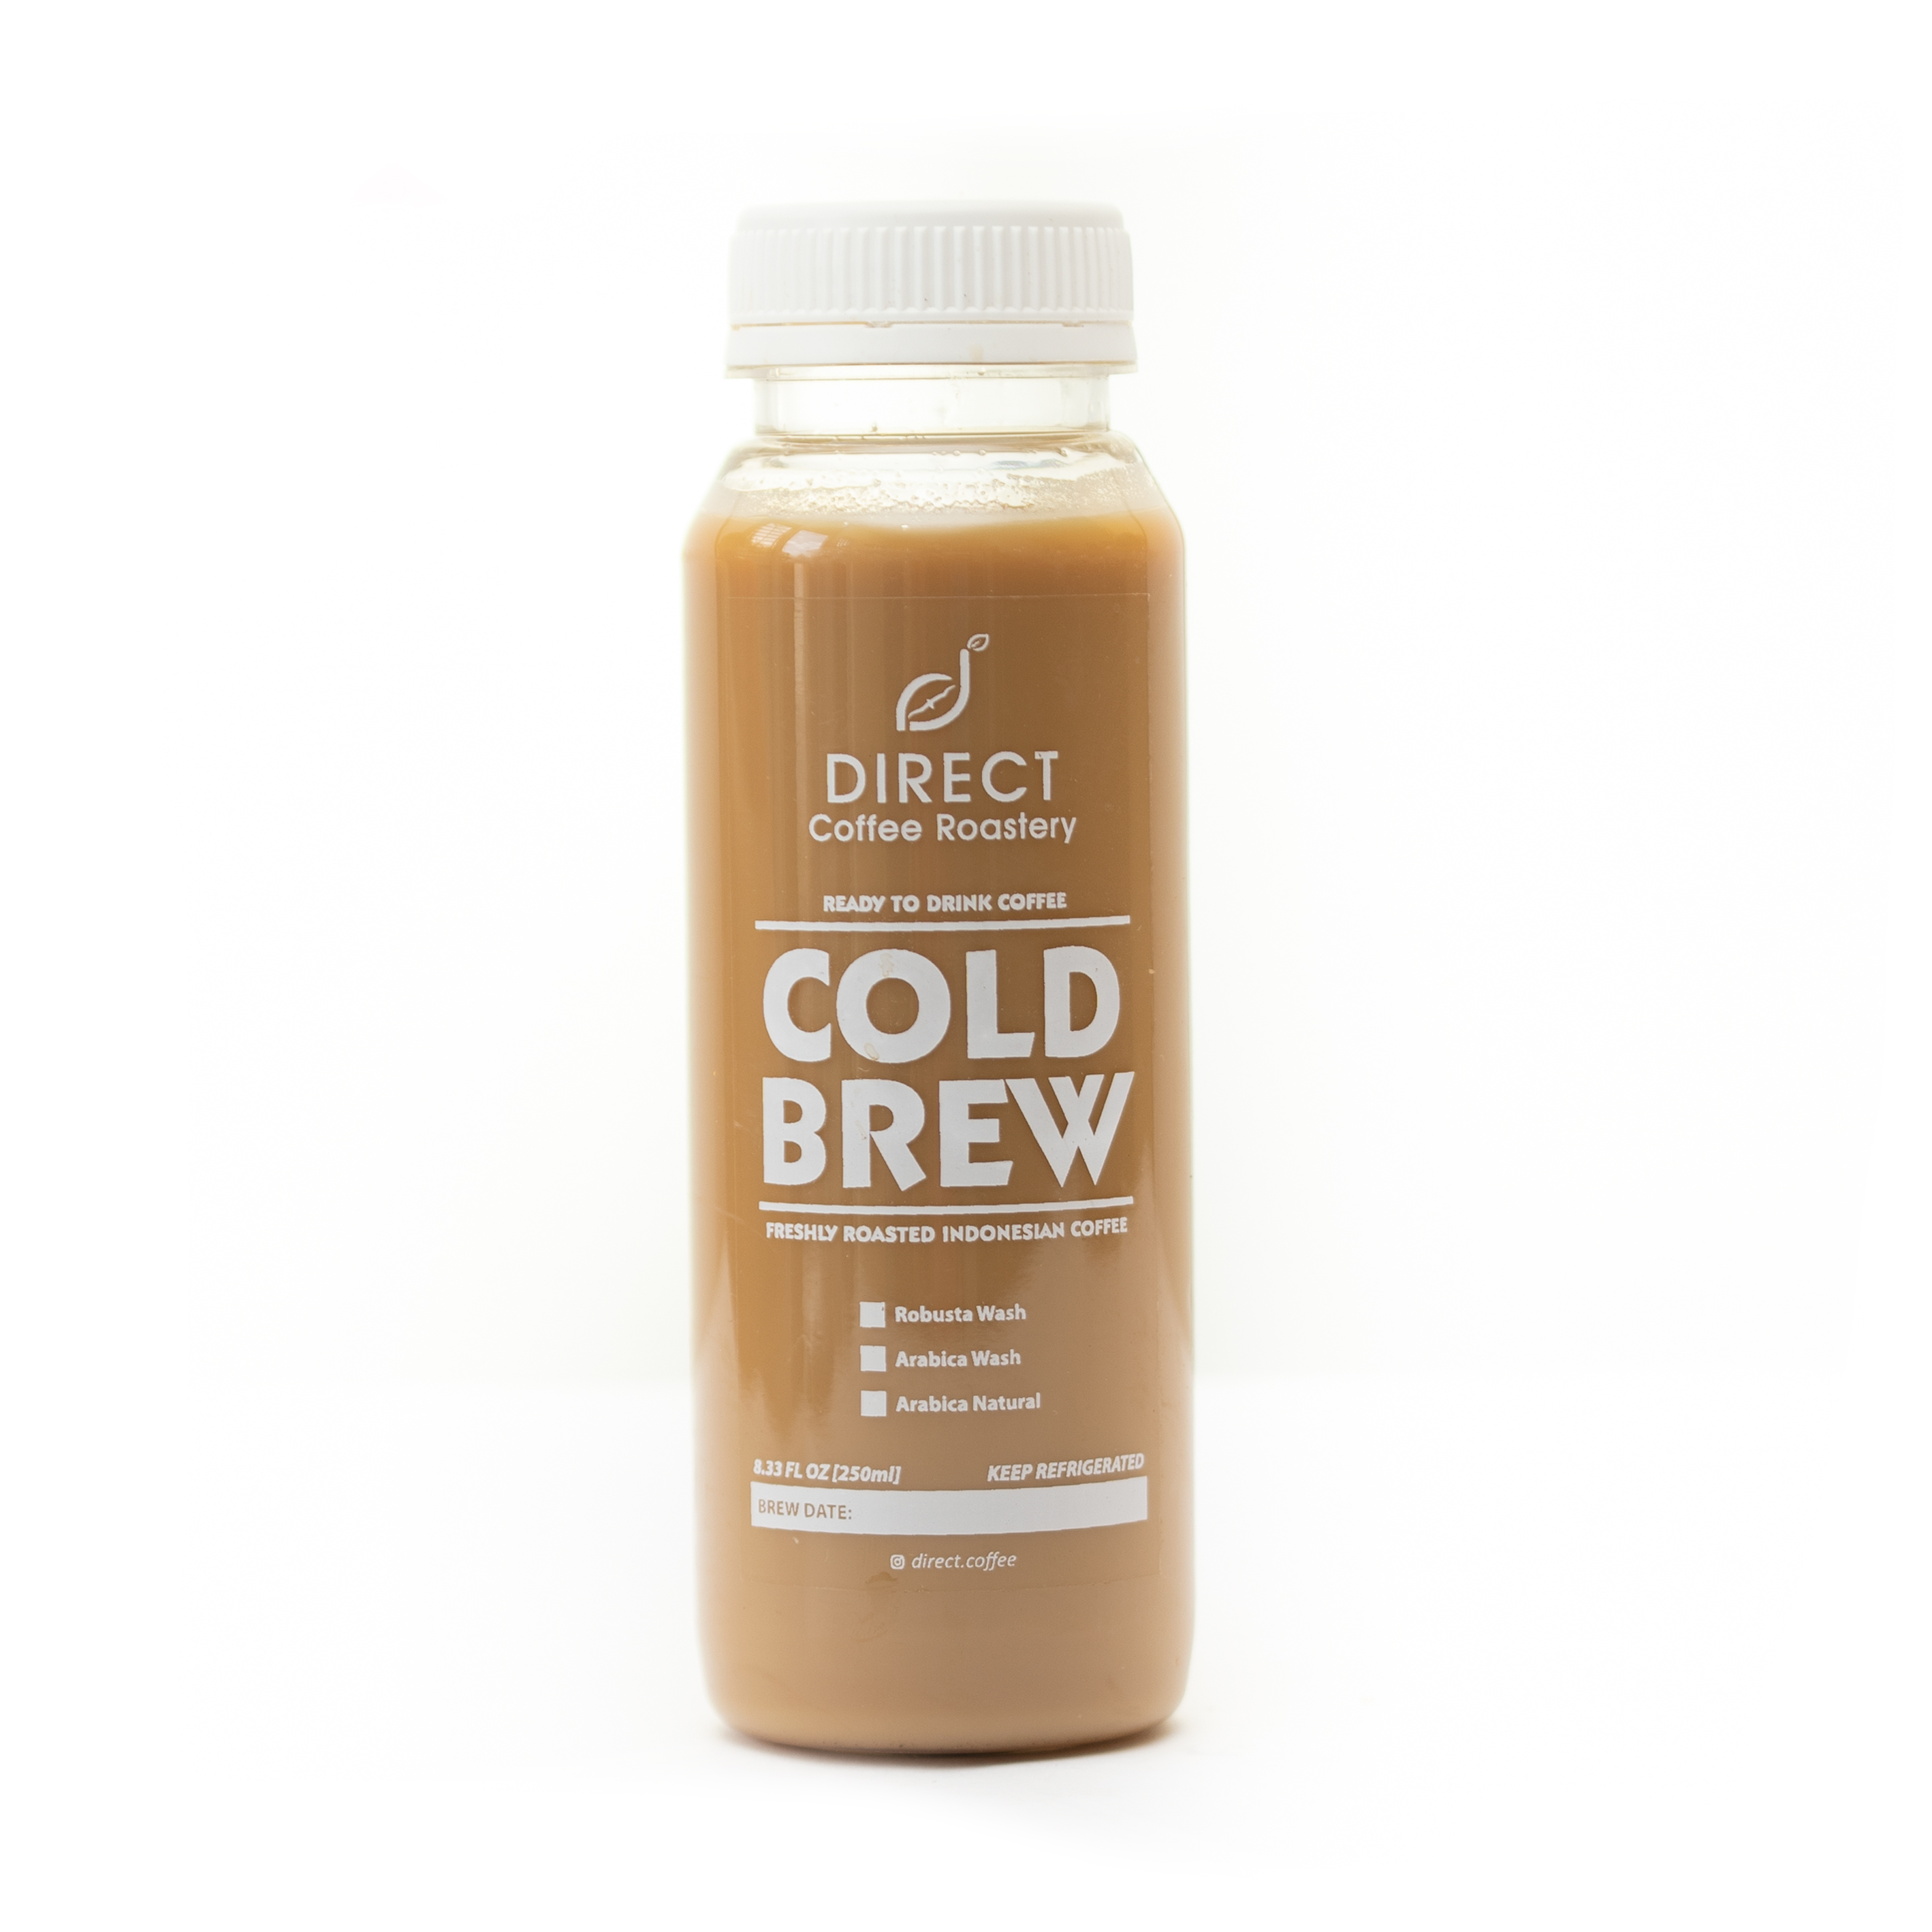 DIRECT
Coffee Roastery
READY TO DRINK COFFEE
COLD
BREW
FRESHLY ROASTED INDONESIAN COFFEE
Robusta Wash
Arabica Wash
Arabica Natural
8.33 FL OZ [250ml] KEEP REFRIGERATED
BREW DATE:
direct.coffee